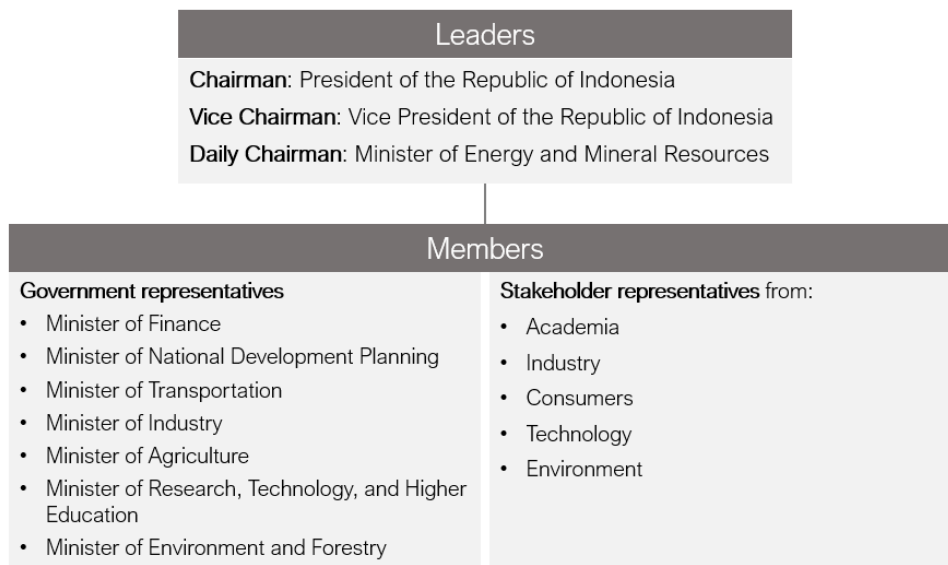 Leaders
Chairman: President of the Republic of Indonesia
Vice Chairman: Vice President of the Republic of Indonesia
Daily Chairman: Minister of Energy and Mineral Resources
Members
Government representatives
• Minister of Finance
• Minister of National Development Planning
• Minister of Transportation
• Minister of Industry
• Minister of Agriculture
• Minister of Research, Technology, and Higher
Education
• Minister of Environment and Forestry
Stakeholder representatives from:
• Academia
• Industry
• Consumers
• Technology
• Environment